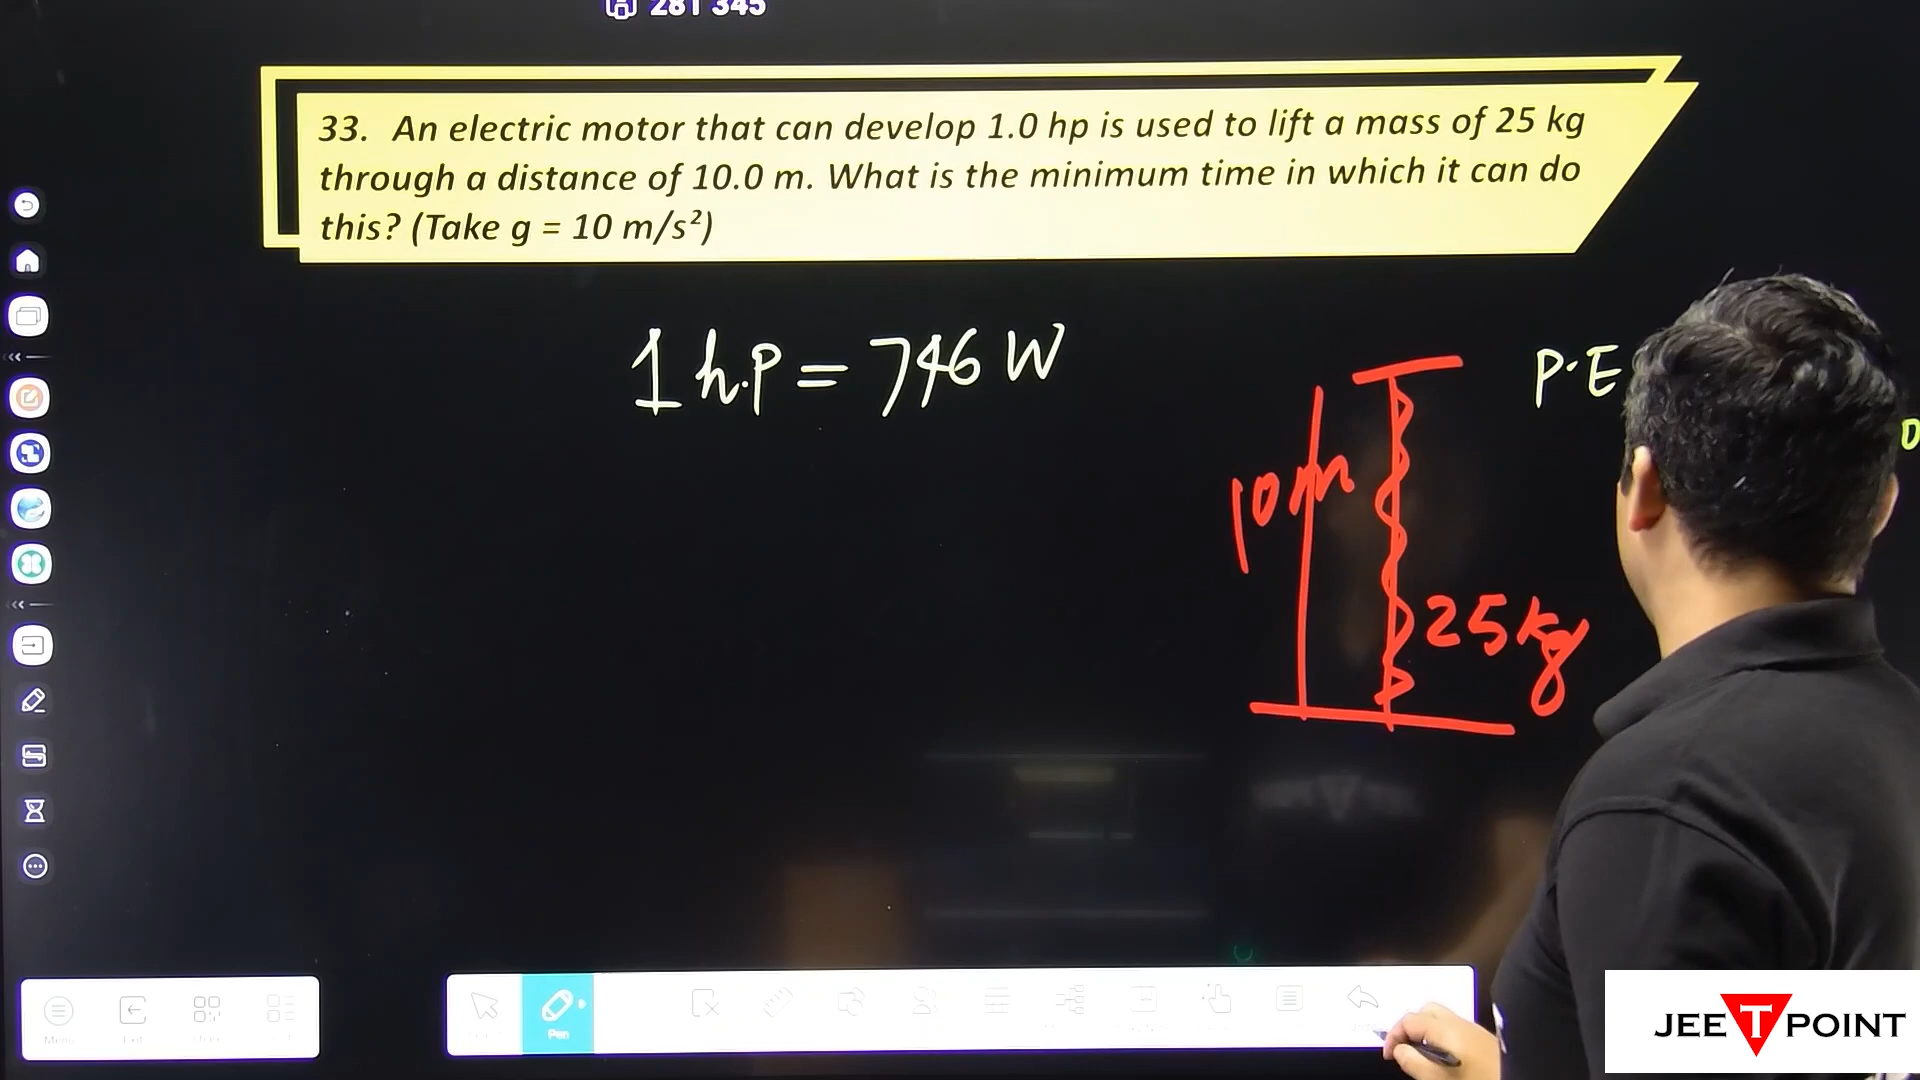 281 345
33. An electric motor that can develop 1.0 hp is used to lift a mass of 25 kg
through a distance of 10.0 m. What is the minimum time in which it can do
this? (Take g = 10 m/s²)
1 h.p = 746 W
P.E
10 m
25 kg
Menu
Pen
JEE T POINT